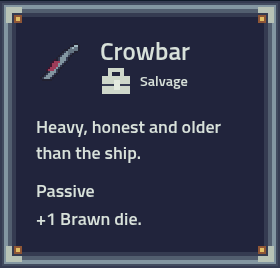 Crowbar
Salvage
Heavy, honest and older
than the ship.
Passive
+1 Brawn die.